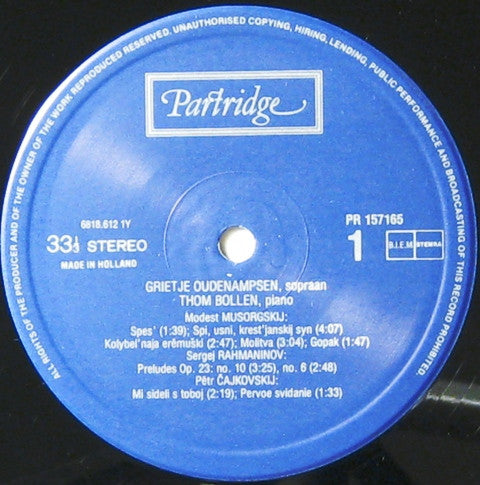 ALL RIGHTS OF THE PRODUCER AND OF THE OWNER OF THE WORK REPRODUCED RESERVED. UNAUTHORISED COPYING, HIRING, LENDING, PUBLIC PERFORMANCE AND BROADCASTING OF THIS RECORD PROHIBITED.
Partridge
6818.612 1Y
PR 157165
33⅓ STEREO
1
B.I.E.M. STEMRA
MADE IN HOLLAND
GRIETJE OUDENAMPSEN, sopraan
THOM BOLLEN, piano
Modest MUSORGSKIJ:
Spes' (1:39); Spi, usni, krest'janskij syn (4:07)
Kolybel'naja erëmuški (2:47); Molitva (3:04); Gopak (1:47)
Sergej RAHMANINOV:
Preludes Op. 23: no. 10 (3:25), no. 6 (2:48)
Pëtr ČAJKOVSKIJ:
Mi sideli s toboj (2:19); Pervoe svidanie (1:33)